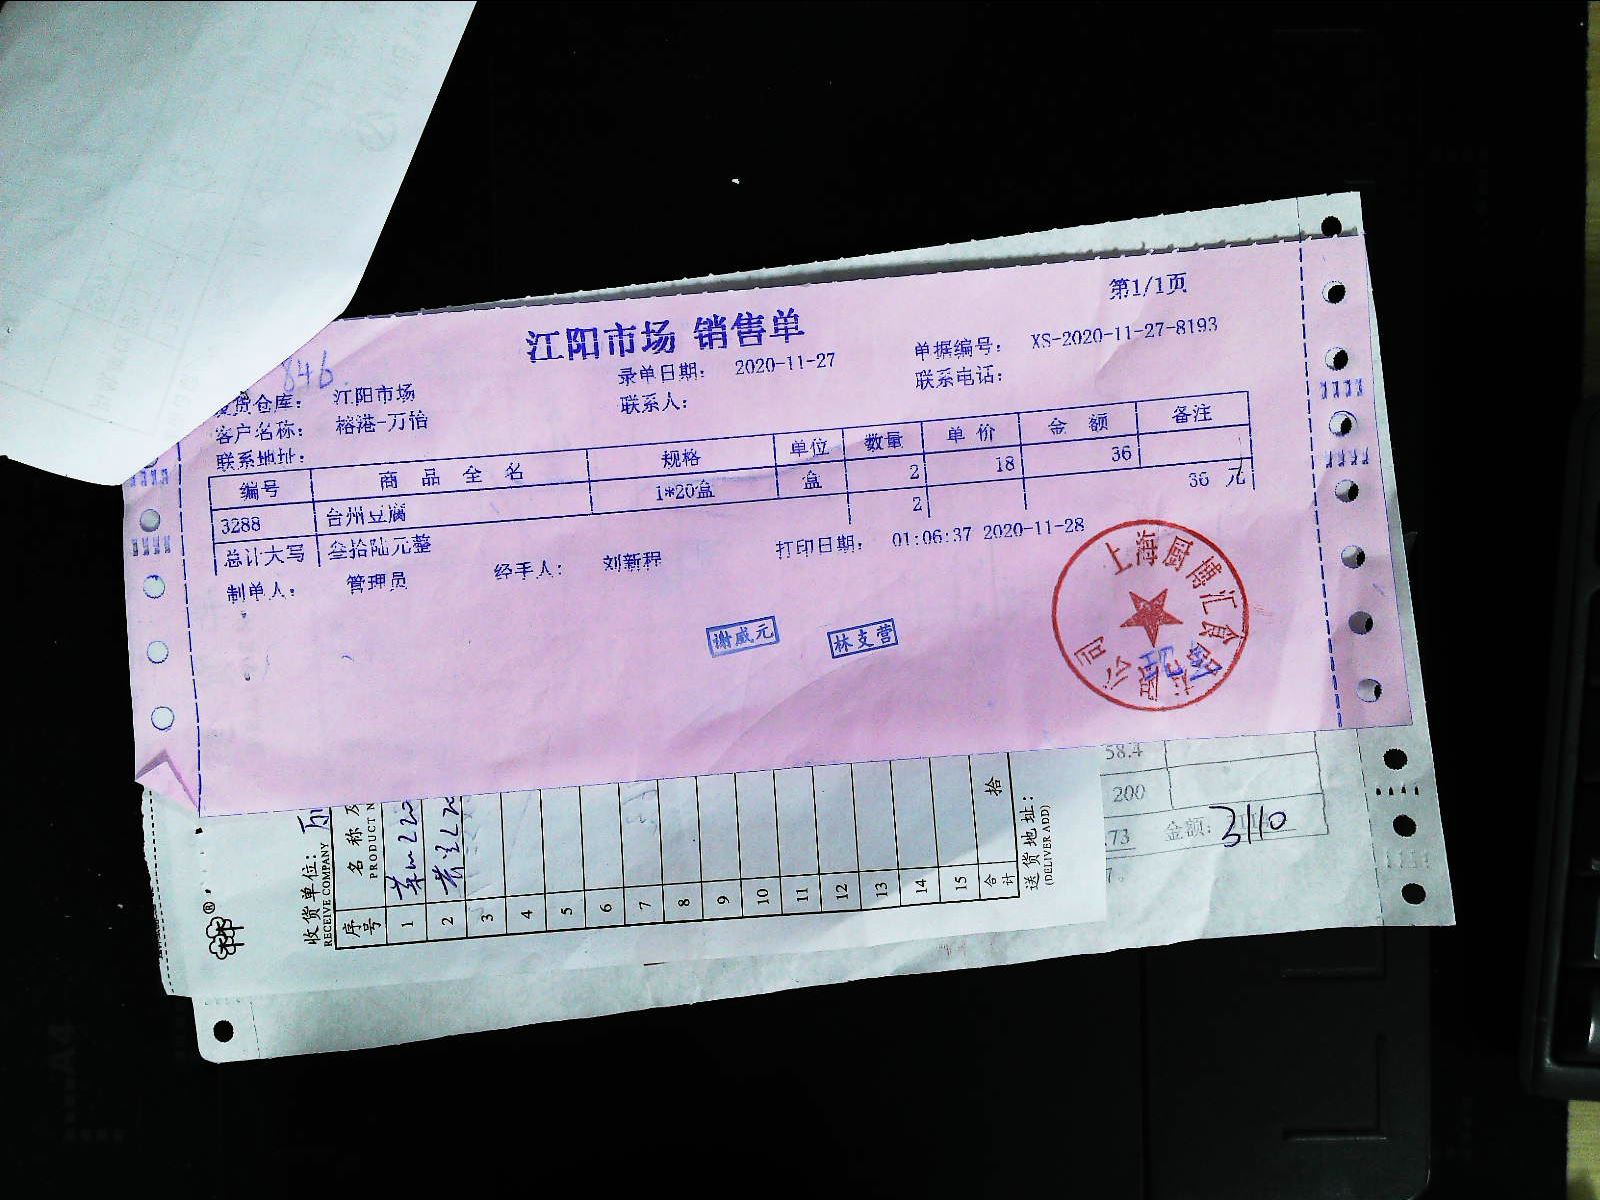 第1/1页
江阳市场 销售单
846
录单日期: 2020-11-27
单据编号: XS-2020-11-27-8193
发货仓库: 江阳市场
联系人:
联系电话:
客户名称: 榕港-万怡
联系地址:
编号 商品全名 规格 单位 数量 单价 金额 备注
3288 台州豆腐 1*20盒 盒 2 18 36
总计大写 叁拾陆元整 2 36 元
制单人: 管理员 经手人: 刘新程 打印日期: 01:06:37 2020-11-28
谢威元
林支营
上海厨博汇食品有限公司
58.4
200
.73 金额: 3110
收货单位:
RECEIVE COMPANY
序号
名称及
PRODUCT N
1
2
3
4
5
6
7
8
9
10
11
12
13
14
15
合计
拾
送货地址:
(DELIVER ADD)